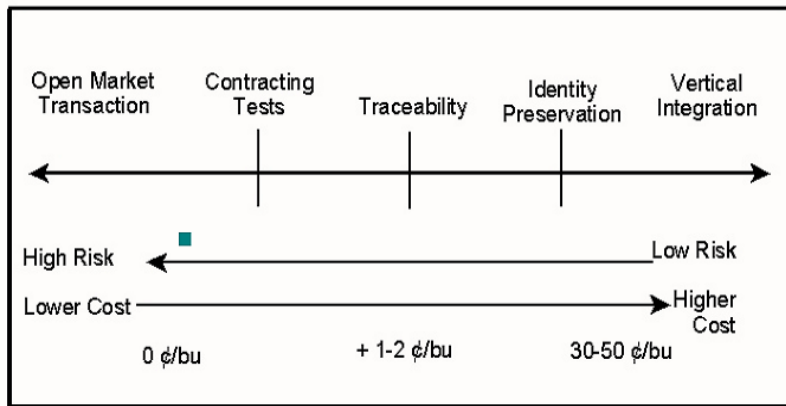 Open Market
Transaction
Contracting
Tests
Traceability
Identity
Preservation
Vertical
Integration
High Risk
Low Risk
Lower Cost
Higher
Cost
0 ¢/bu
+ 1-2 ¢/bu
30-50 ¢/bu